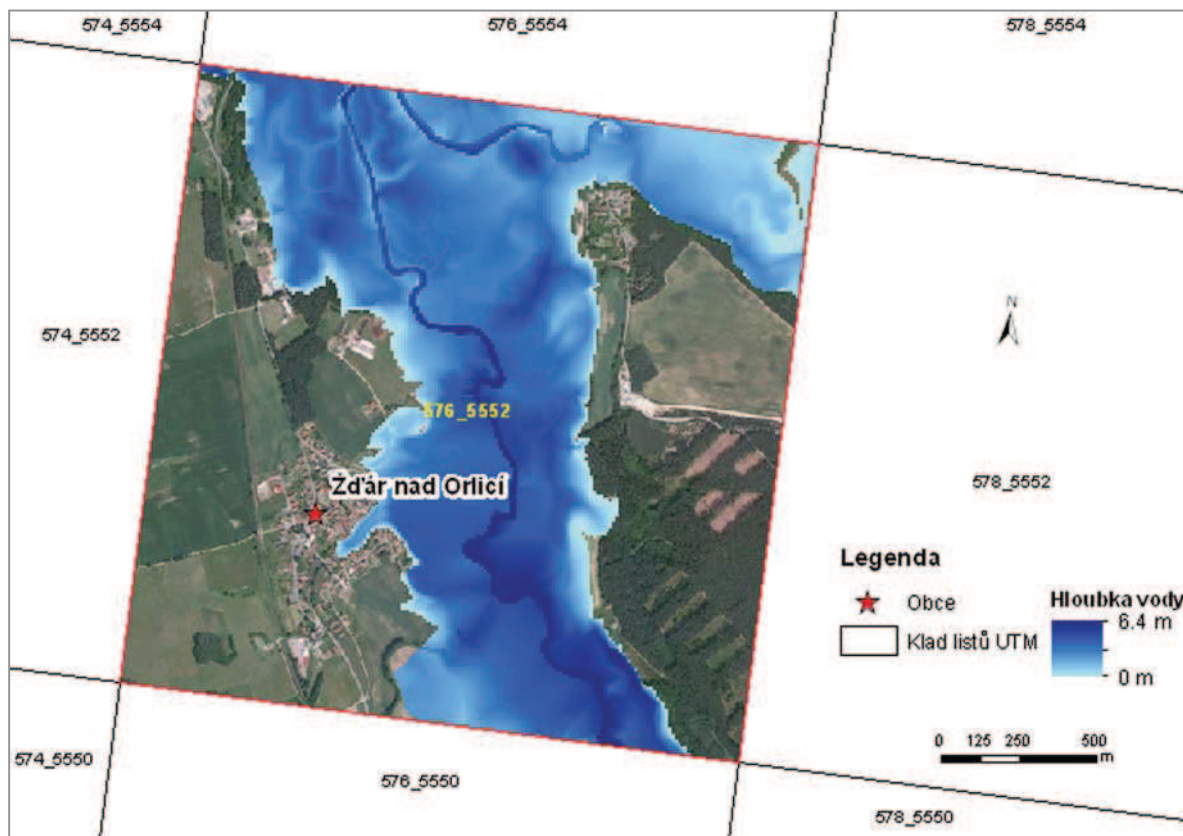 574_5554
576_5554
578_5554
574_5552
576_5552
Žďár nad Orlicí
578_5552
N
Legenda
Obce
Klad listů UTM
Hloubka vody
6.4 m
0 m
0 125 250 500
m
574_5550
576_5550
578_5550